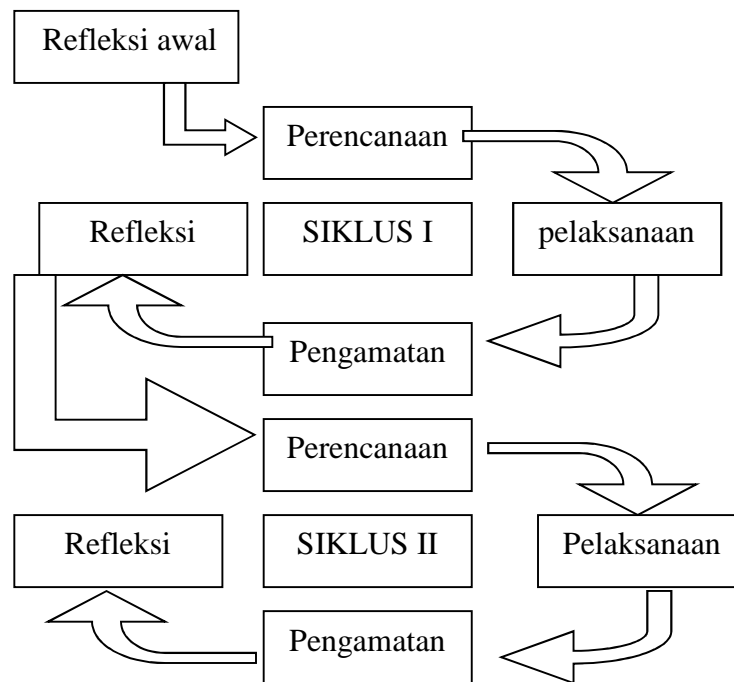 Refleksi awal
Perencanaan
Refleksi
SIKLUS I
pelaksanaan
Pengamatan
Perencanaan
Refleksi
SIKLUS II
Pelaksanaan
Pengamatan